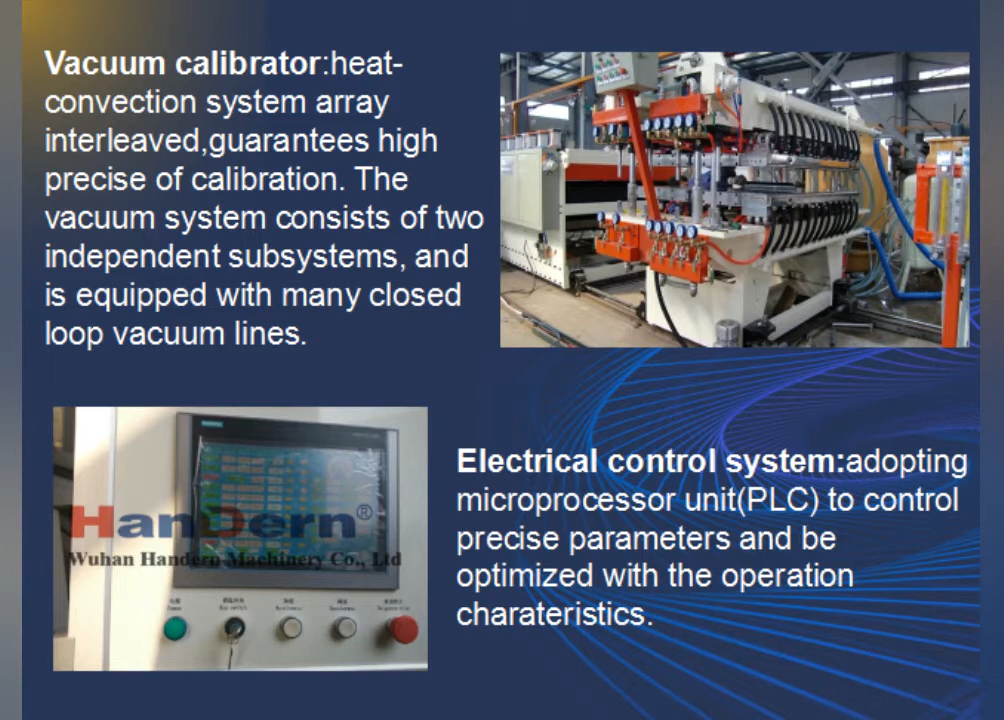 Vacuum calibrator:heat-
convection system array
interleaved,guarantees high
precise of calibration. The
vacuum system consists of two
independent subsystems, and
is equipped with many closed
loop vacuum lines.
SIEMENS
HanDern®
Wuhan Handern Machinery Co., Ltd
Electrical control system:adopting
microprocessor unit(PLC) to control
precise parameters and be
optimized with the operation
charateristics.